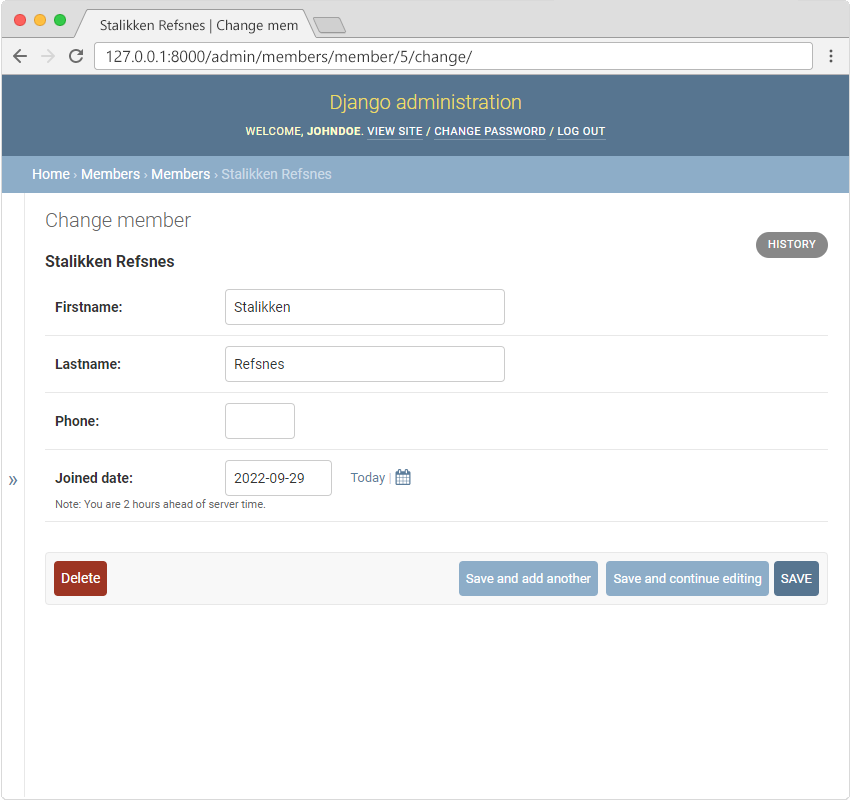 Stalikken Refsnes | Change mem
127.0.0.1:8000/admin/members/member/5/change/
Django administration
WELCOME, JOHNDOE. VIEW SITE / CHANGE PASSWORD / LOG OUT
Home › Members › Members › Stalikken Refsnes
Change member
HISTORY
Stalikken Refsnes
Firstname: Stalikken
Lastname: Refsnes
Phone:
Joined date: 2022-09-29 Today |
»
Note: You are 2 hours ahead of server time.
Delete Save and add another Save and continue editing SAVE